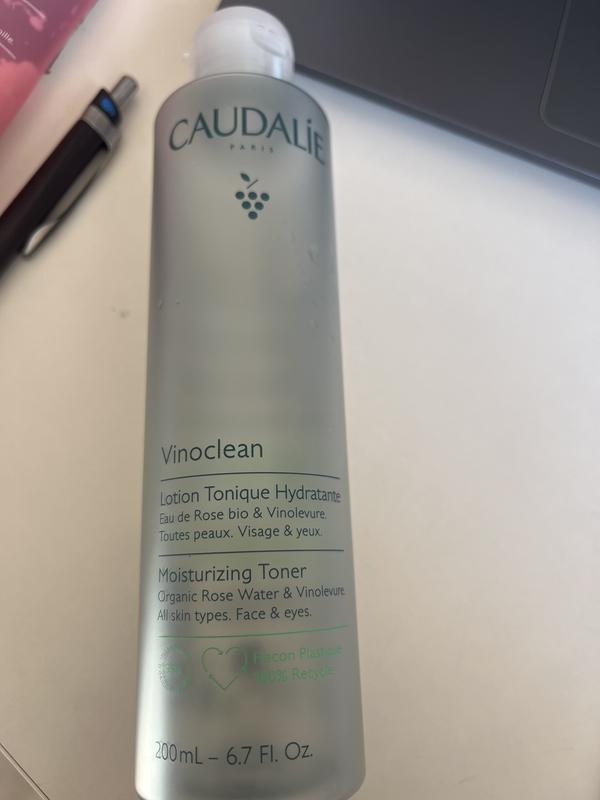 CAUDALIE
PARIS
Vinoclean
Lotion Tonique Hydratante
Eau de Rose bio & Vinolevure.
Toutes peaux. Visage & yeux.
Moisturizing Toner
Organic Rose Water & Vinolevure.
All skin types. Face & eyes.
Flacon Plastique
100% Recyclé
200mL – 6.7 Fl. Oz.